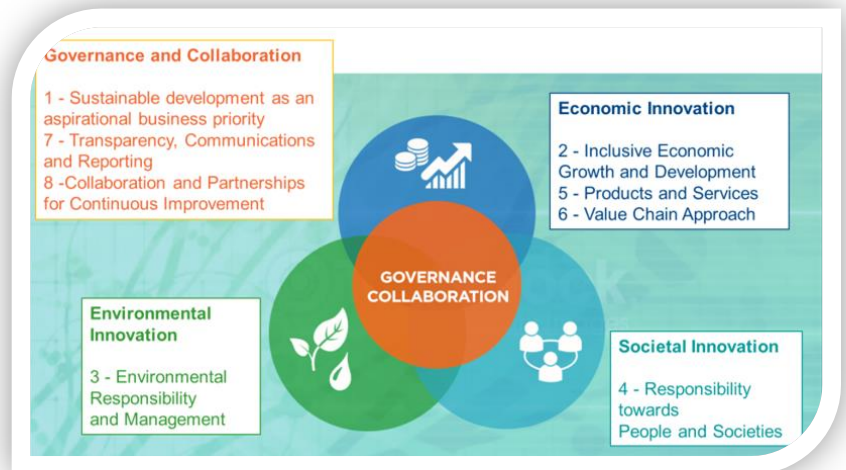 Governance and Collaboration
1 - Sustainable development as an
aspirational business priority
7 - Transparency, Communications
and Reporting
8 -Collaboration and Partnerships
for Continuous Improvement
Economic Innovation
2 - Inclusive Economic
Growth and Development
5 - Products and Services
6 - Value Chain Approach
GOVERNANCE
COLLABORATION
Environmental
Innovation
3 - Environmental
Responsibility
and Management
Societal Innovation
4 - Responsibility
towards
People and Societies